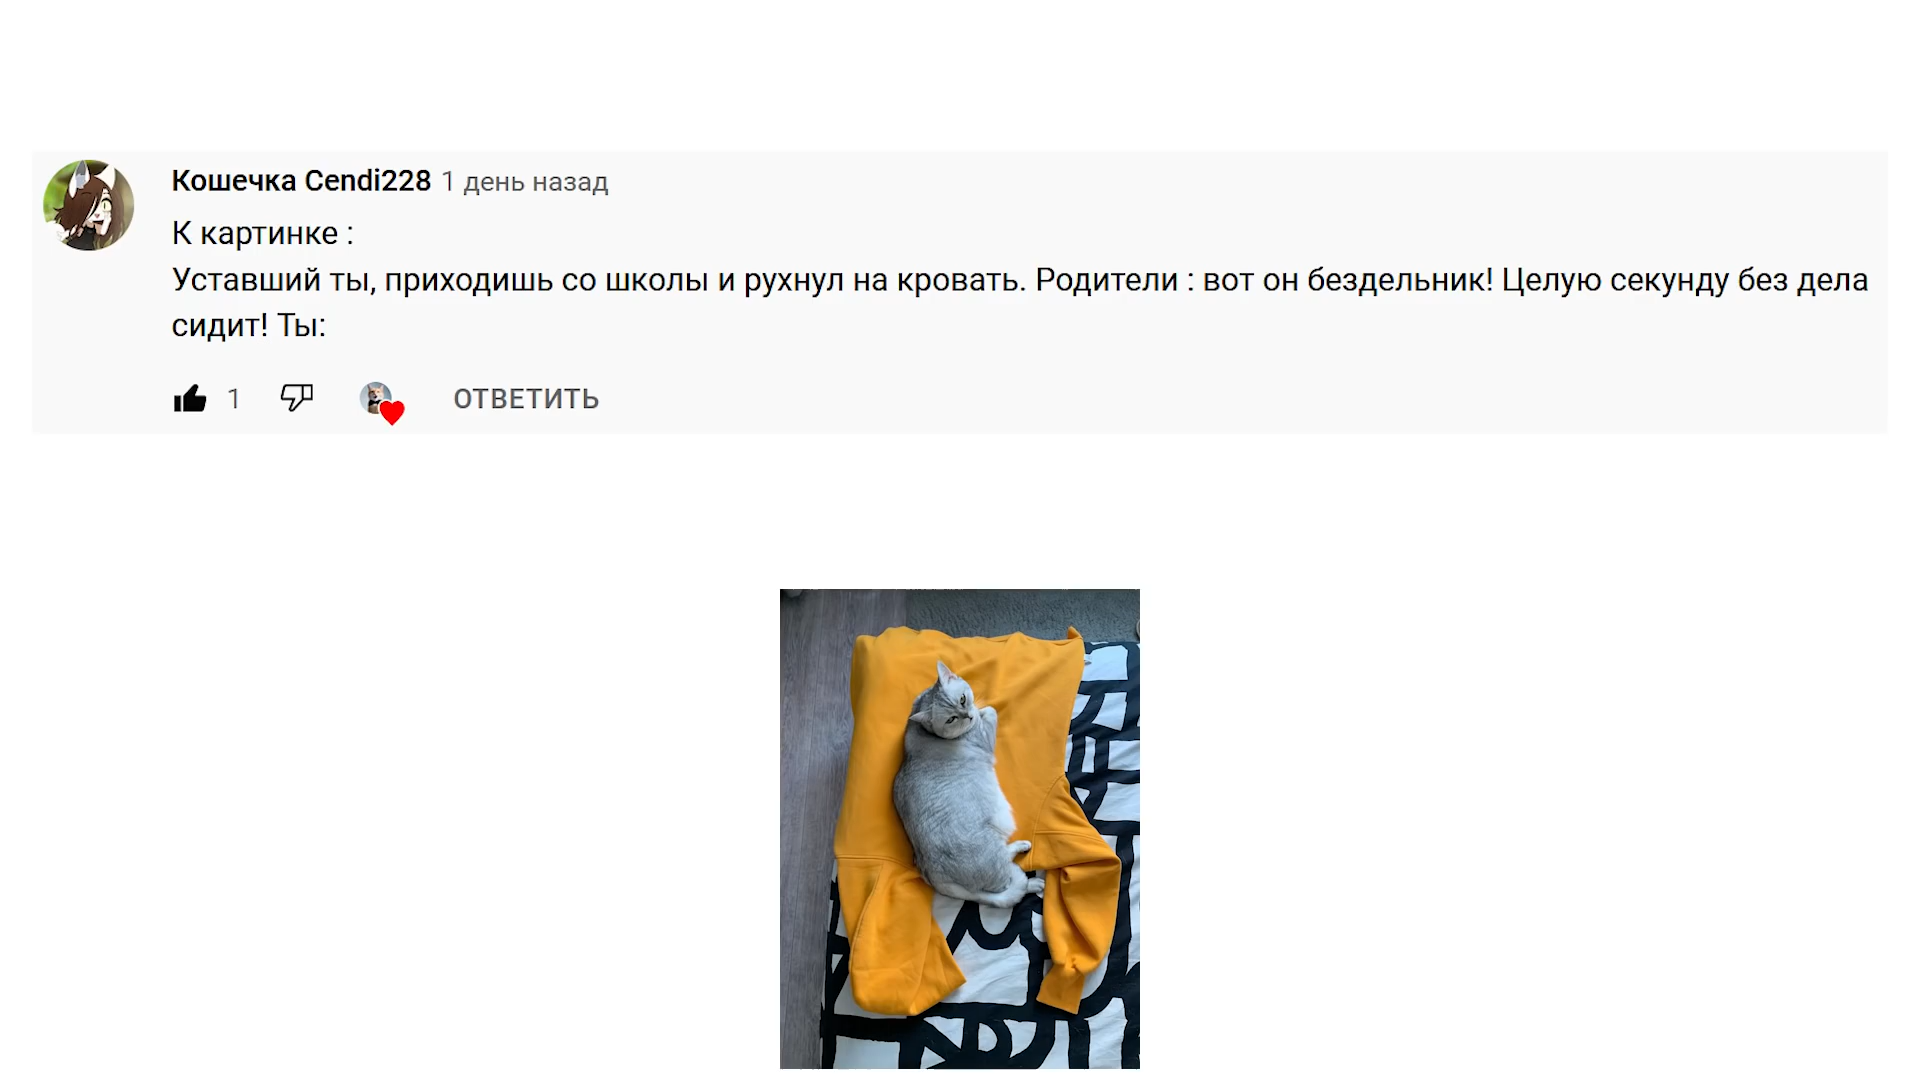 Кошечка Cendi228 1 день назад
К картинке :
Уставший ты, приходишь со школы и рухнул на кровать. Родители : вот он бездельник! Целую секунду без дела
сидит! Ты:
1 ОТВЕТИТЬ